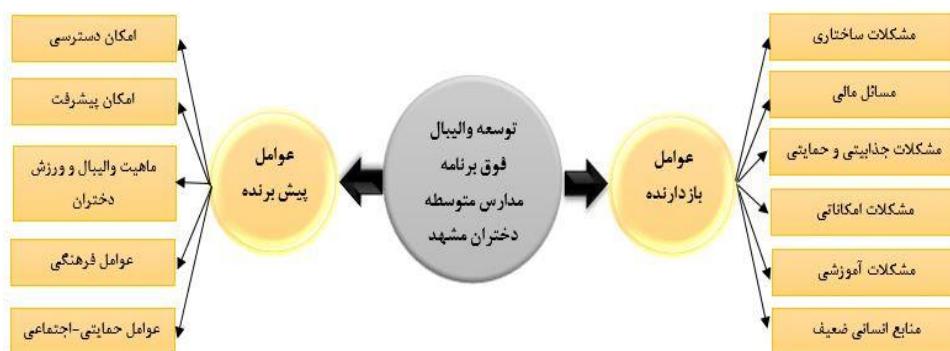 مشکلات ساختاری
مسائل مالی
مشکلات جذابیتی و حمایتی
مشکلات امکاناتی
مشکلات آموزشی
منابع انسانی ضعیف
عوامل
بازدارنده
توسعه والیبال
فوق برنامه
مدارس متوسطه
دختران مشهد
عوامل
پیش برنده
امکان دسترسی
امکان پیشرفت
ماهیت والیبال و ورزش
دختران
عوامل فرهنگی
عوامل حمایتی-اجتماعی